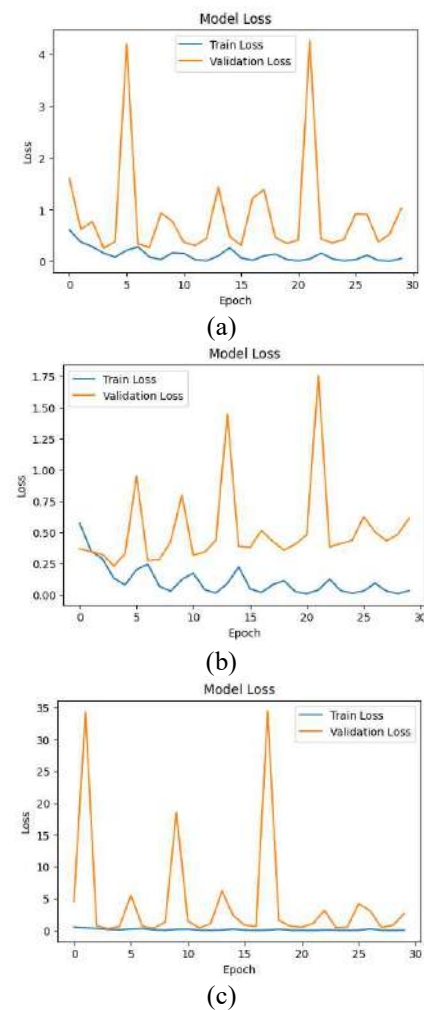 Model Loss
Train Loss
Validation Loss
4
3
2
1
0
Loss
0 5 10 15 20 25 30
Epoch
(a)
Model Loss
Train Loss
Validation Loss
1.75
1.50
1.25
1.00
0.75
0.50
0.25
0.00
Loss
0 5 10 15 20 25 30
Epoch
(b)
Model Loss
Train Loss
Validation Loss
35
30
25
20
15
10
5
0
Loss
0 5 10 15 20 25 30
Epoch
(c)